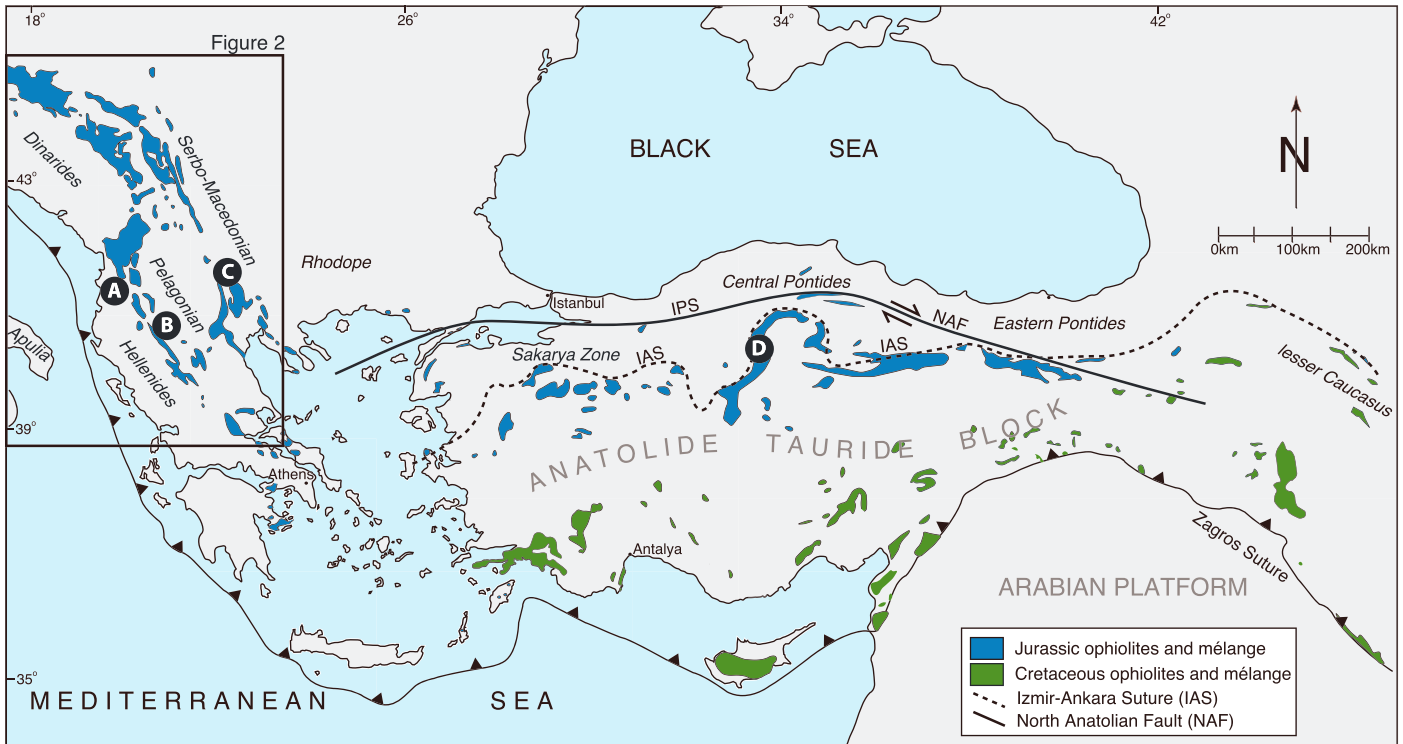 18°
26°
34°
42°
Figure 2
BLACK SEA
N
Dinarides
Serbo-Macedonian
43°
0km 100km 200km
Rhodope
Pelagonian
C
A
B
Central Pontides
Istanbul
IPS
NAF
Eastern Pontides
Apulia
Hellenides
Sakarya Zone
IAS
D
IAS
lesser Caucasus
39°
ANATOLIDE TAURIDE BLOCK
Athens
Zagros Suture
Antalya
ARABIAN PLATFORM
35°
MEDITERRANEAN SEA
Jurassic ophiolites and mélange
Cretaceous ophiolites and mélange
Izmir-Ankara Suture (IAS)
North Anatolian Fault (NAF)